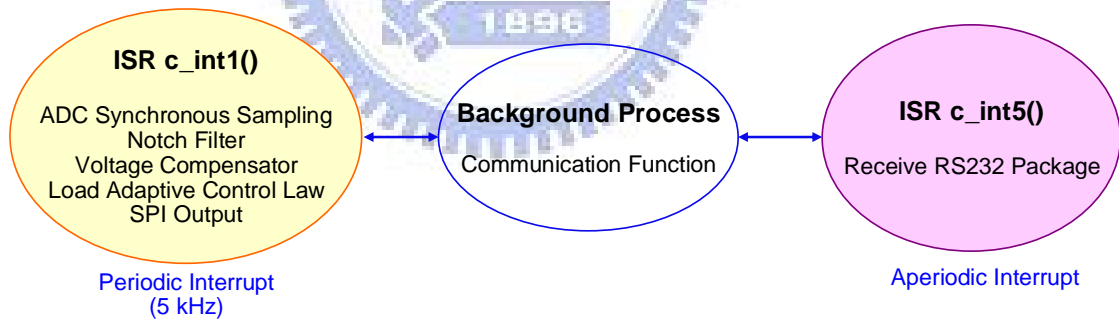 1896
ISR c_int1()
ADC Synchronous Sampling
Notch Filter
Voltage Compensator
Load Adaptive Control Law
SPI Output
Periodic Interrupt
(5 kHz)
Background Process
Communication Function
ISR c_int5()
Receive RS232 Package
Aperiodic Interrupt